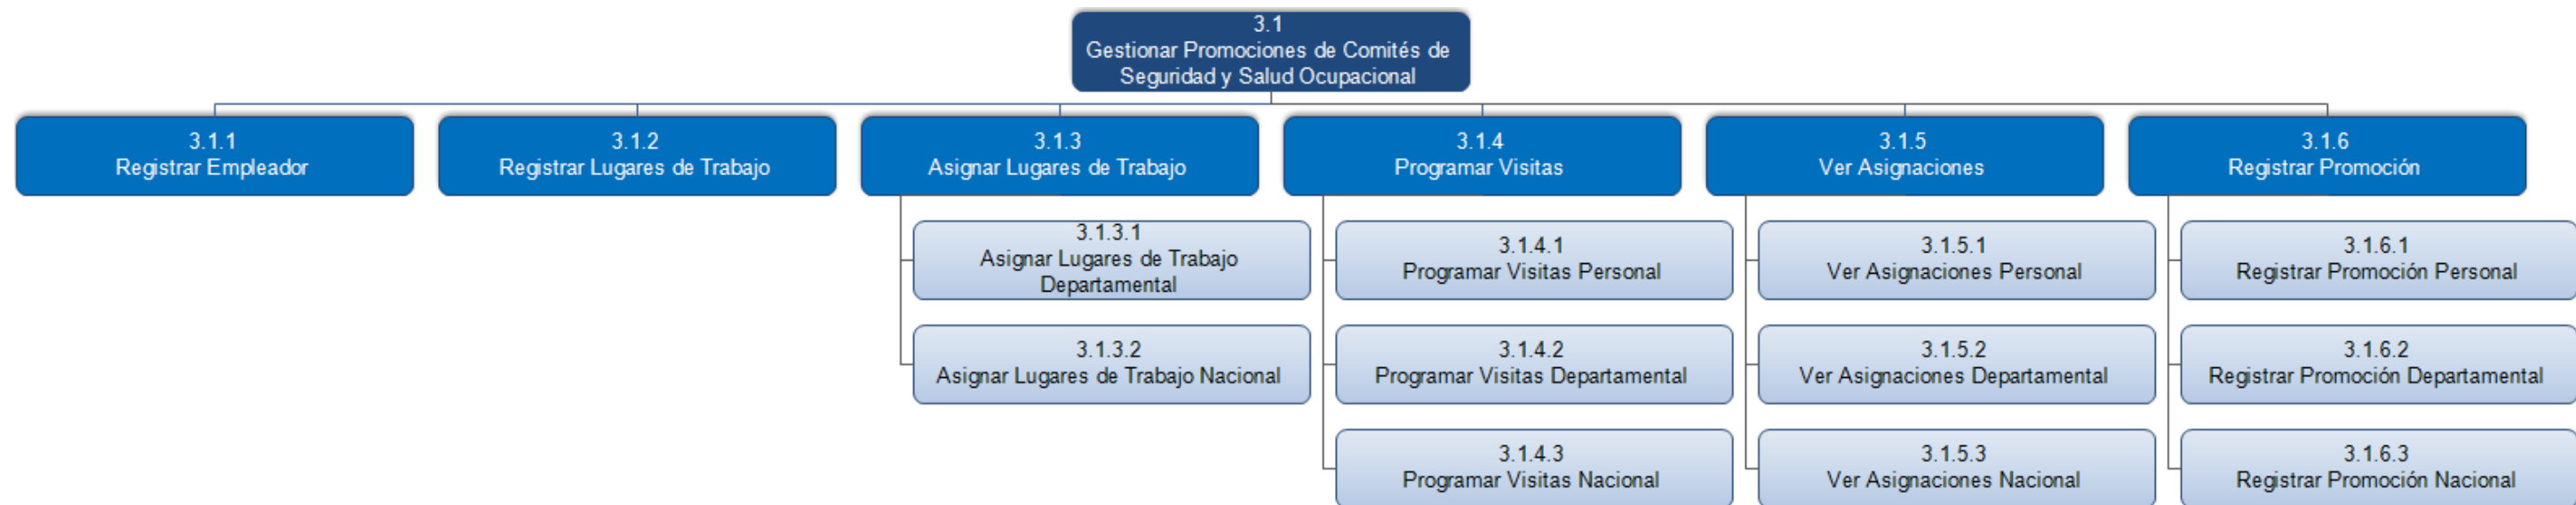 3.1
Gestionar Promociones de Comités de
Seguridad y Salud Ocupacional
3.1.1
Registrar Empleador
3.1.2
Registrar Lugares de Trabajo
3.1.3
Asignar Lugares de Trabajo
3.1.4
Programar Visitas
3.1.5
Ver Asignaciones
3.1.6
Registrar Promoción
3.1.3.1
Asignar Lugares de Trabajo
Departamental
3.1.3.2
Asignar Lugares de Trabajo Nacional
3.1.4.1
Programar Visitas Personal
3.1.4.2
Programar Visitas Departamental
3.1.4.3
Programar Visitas Nacional
3.1.5.1
Ver Asignaciones Personal
3.1.5.2
Ver Asignaciones Departamental
3.1.5.3
Ver Asignaciones Nacional
3.1.6.1
Registrar Promoción Personal
3.1.6.2
Registrar Promoción Departamental
3.1.6.3
Registrar Promoción Nacional